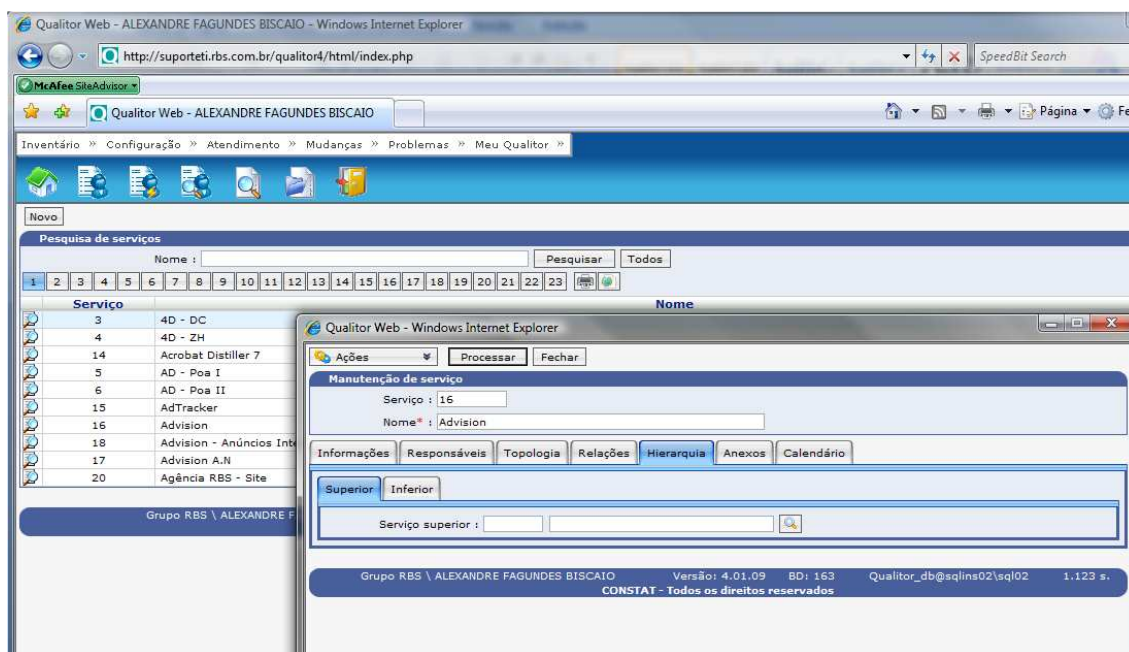 Qualitor Web - ALEXANDRE FAGUNDES BISCAIO - Windows Internet Explorer
http://suporteti.rbs.com.br/qualitor4/html/index.php
SpeedBit Search
McAfee SiteAdvisor
Qualitor Web - ALEXANDRE FAGUNDES BISCAIO
Página
Fe
Inventário » Configuração » Atendimento » Mudanças » Problemas » Meu Qualitor »
Novo
Pesquisa de serviços
Nome : Pesquisar Todos
1 2 3 4 5 6 7 8 9 10 11 12 13 14 15 16 17 18 19 20 21 22 23
Serviço Nome
3 4D - DC
4 4D - ZH
14 Acrobat Distiller 7
5 AD - Poa I
6 AD - Poa II
15 AdTracker
16 Advision
18 Advision - Anúncios Int
17 Advision A.N
20 Agência RBS - Site
Grupo RBS \ ALEXANDRE F
Qualitor Web - Windows Internet Explorer
Ações Processar Fechar
Manutenção de serviço
Serviço : 16
Nome* : Advision
Informações Responsáveis Topologia Relações Hierarquia Anexos Calendário
Superior Inferior
Serviço superior :
Grupo RBS \ ALEXANDRE FAGUNDES BISCAIO Versão: 4.01.09 BD: 163 Qualitor_db@sqlins02\sql02 1.123 s.
CONSTAT - Todos os direitos reservados